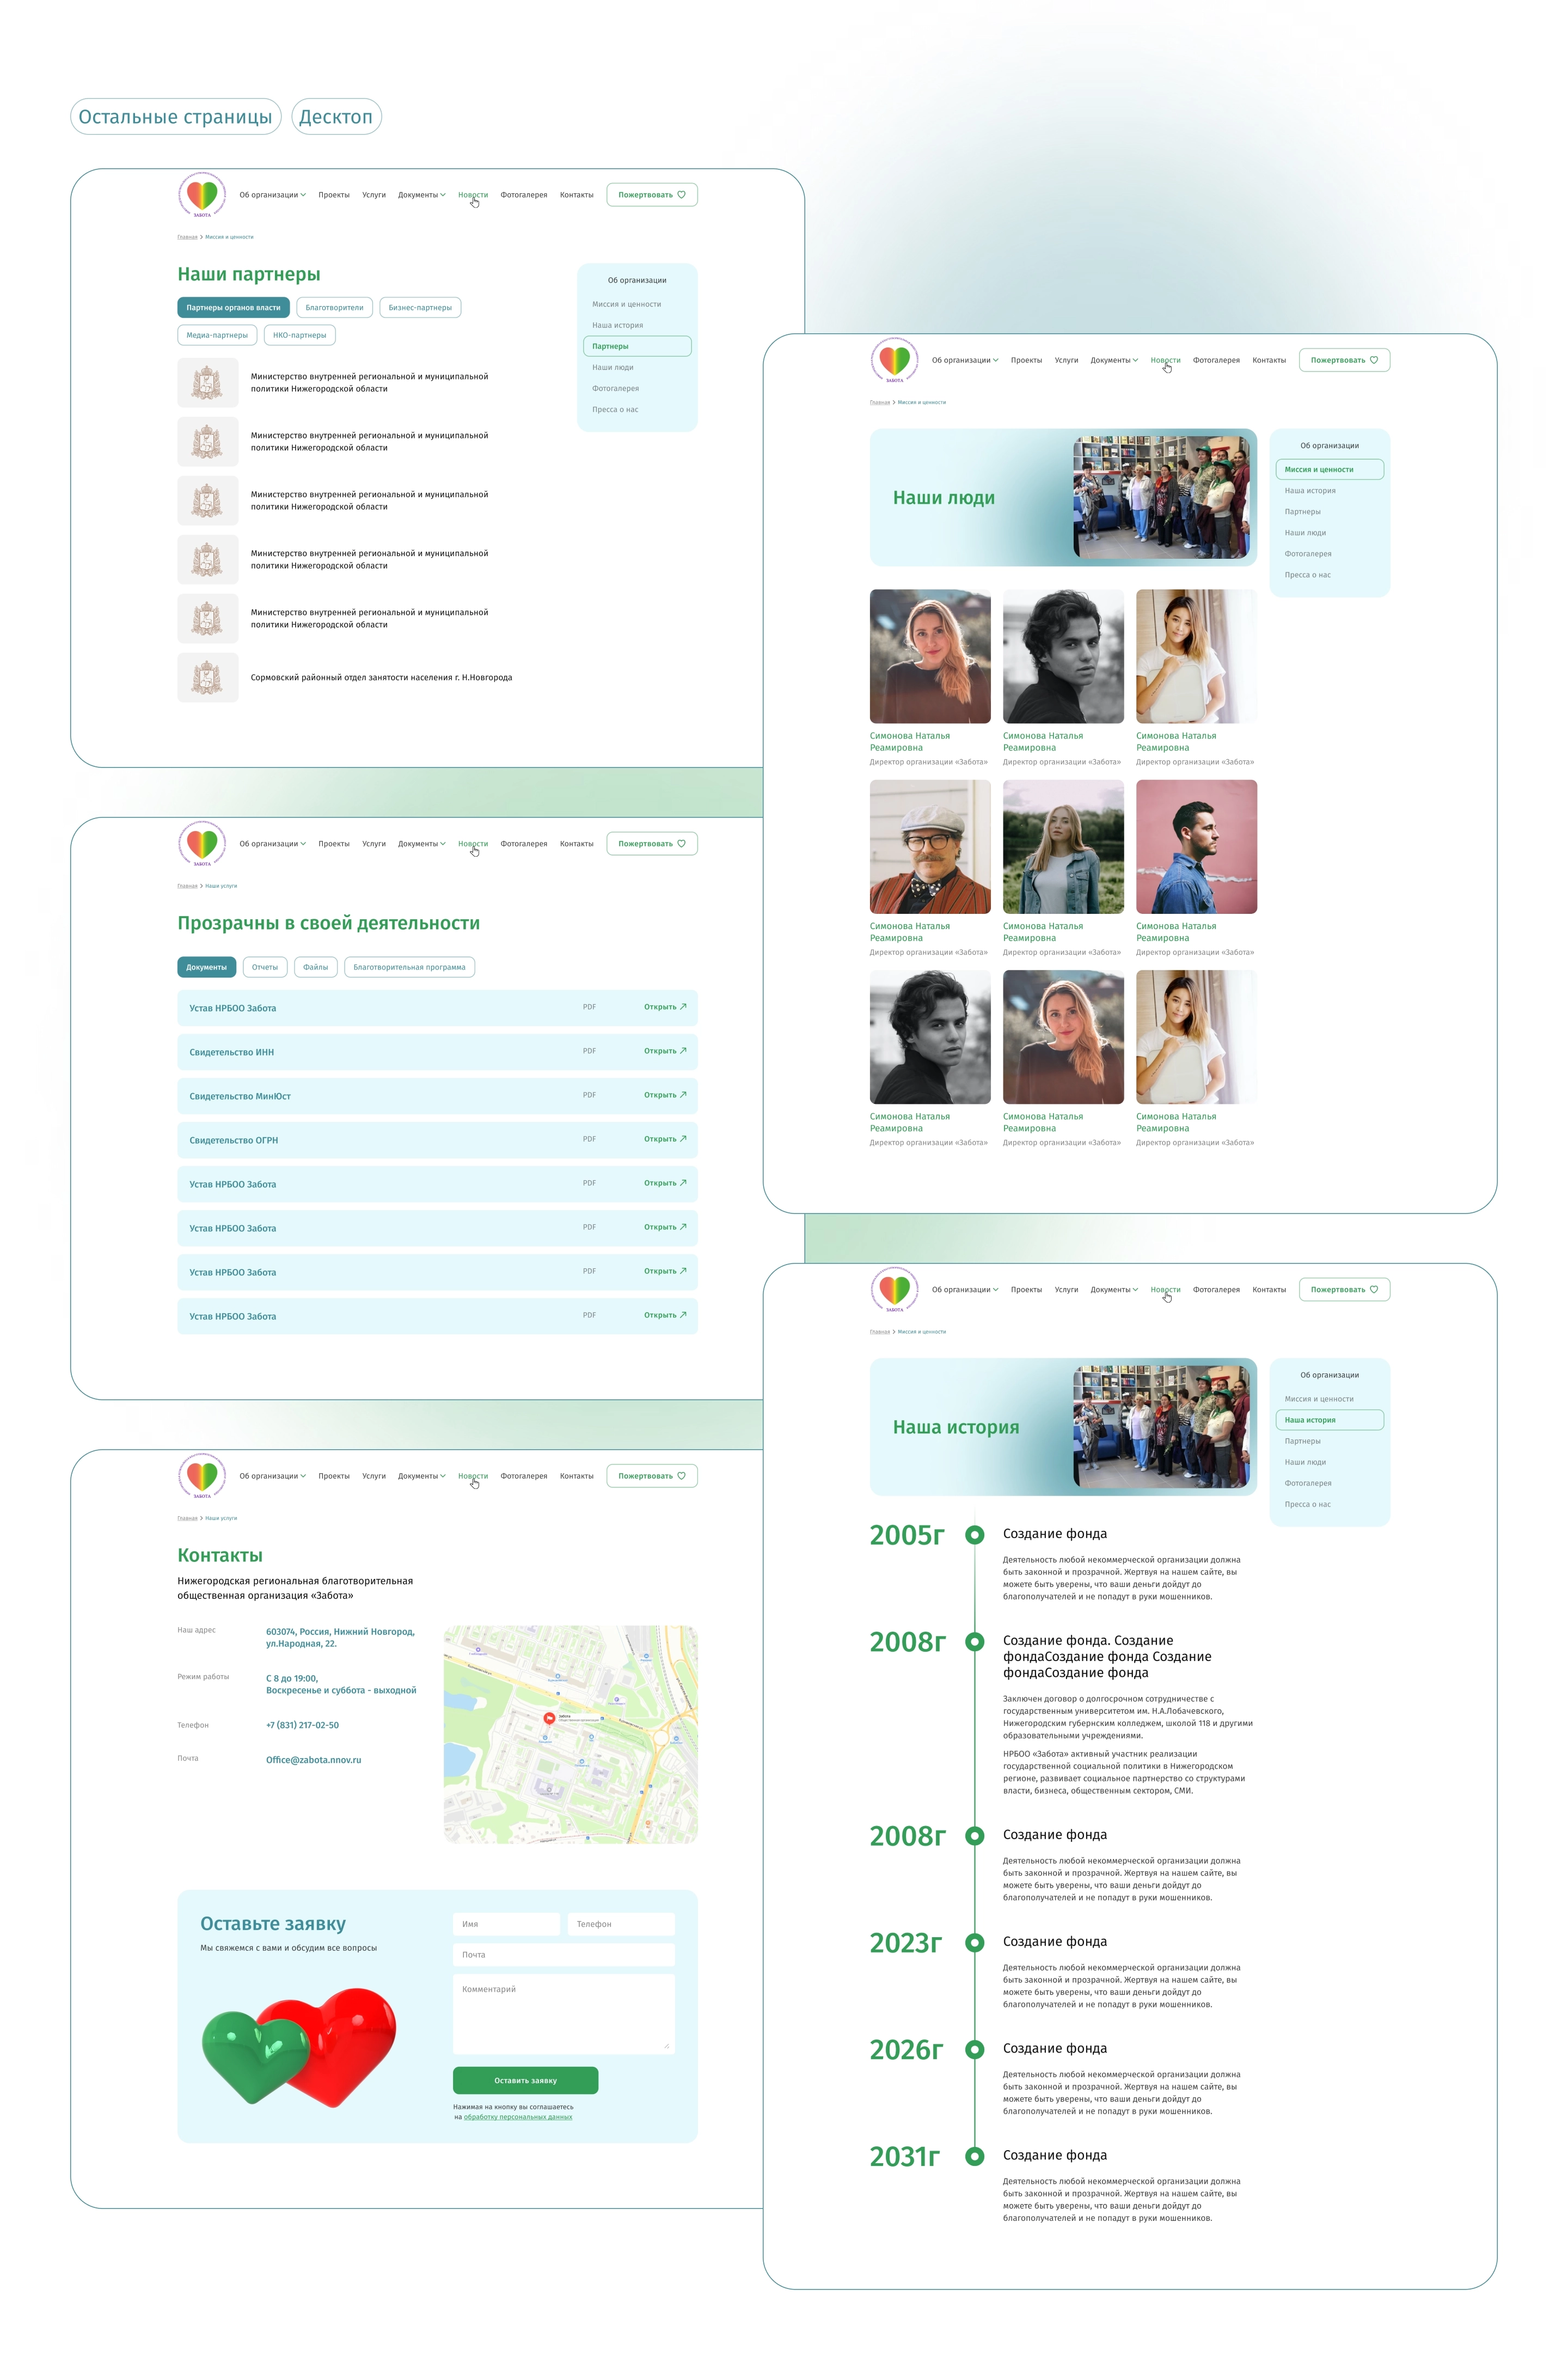 Остальные страницы Десктоп
ЗАБОТА
Об организации Проекты Услуги Документы Новости Фотогалерея Контакты Пожертвовать
Главная > Миссия и ценности
Наши партнеры
Партнеры органов власти Благотворители Бизнес-партнеры
Медиа-партнеры НКО-партнеры
Министерство внутренней региональной и муниципальной
политики Нижегородской области
Министерство внутренней региональной и муниципальной
политики Нижегородской области
Министерство внутренней региональной и муниципальной
политики Нижегородской области
Министерство внутренней региональной и муниципальной
политики Нижегородской области
Министерство внутренней региональной и муниципальной
политики Нижегородской области
Сормовский районный отдел занятости населения г. Н.Новгорода
Об организации
Миссия и ценности
Наша история
Партнеры
Наши люди
Фотогалерея
Пресса о нас
ЗАБОТА
Об организации Проекты Услуги Документы Новости Фотогалерея Контакты Пожертвовать
Главная > Наши услуги
Прозрачны в своей деятельности
Документы Отчеты Файлы Благотворительная программа
Устав НРБОО Забота PDF Открыть
Свидетельство ИНН PDF Открыть
Свидетельство МинЮст PDF Открыть
Свидетельство ОГРН PDF Открыть
Устав НРБОО Забота PDF Открыть
Устав НРБОО Забота PDF Открыть
Устав НРБОО Забота PDF Открыть
Устав НРБОО Забота PDF Открыть
ЗАБОТА
Об организации Проекты Услуги Документы Новости Фотогалерея Контакты Пожертвовать
Главная > Наши услуги
Контакты
Нижегородская региональная благотворительная
общественная организация «Забота»
Наш адрес 603074, Россия, Нижний Новгород,
ул.Народная, 22.
Режим работы С 8 до 19:00,
Воскресенье и суббота - выходной
Телефон +7 (831) 217-02-50
Почта Office@zabota.nnov.ru
Оставьте заявку
Мы свяжемся с вами и обсудим все вопросы
Имя Телефон
Почта
Комментарий
Оставить заявку
Нажимая на кнопку вы соглашаетесь
на обработку персональных данных
ЗАБОТА
Об организации Проекты Услуги Документы Новости Фотогалерея Контакты Пожертвовать
Главная > Миссия и ценности
Наши люди
Об организации
Миссия и ценности
Наша история
Партнеры
Наши люди
Фотогалерея
Пресса о нас
Симонова Наталья Симонова Наталья Симонова Наталья
Реамировна Реамировна Реамировна
Директор организации «Забота» Директор организации «Забота» Директор организации «Забота»
Симонова Наталья Симонова Наталья Симонова Наталья
Реамировна Реамировна Реамировна
Директор организации «Забота» Директор организации «Забота» Директор организации «Забота»
Симонова Наталья Симонова Наталья Симонова Наталья
Реамировна Реамировна Реамировна
Директор организации «Забота» Директор организации «Забота» Директор организации «Забота»
ЗАБОТА
Об организации Проекты Услуги Документы Новости Фотогалерея Контакты Пожертвовать
Главная > Миссия и ценности
Наша история
Об организации
Миссия и ценности
Наша история
Партнеры
Наши люди
Фотогалерея
Пресса о нас
2005г Создание фонда
Деятельность любой некоммерческой организации должна
быть законной и прозрачной. Жертвуя на нашем сайте, вы
можете быть уверены, что ваши деньги дойдут до
благополучателей и не попадут в руки мошенников.
2008г Создание фонда. Создание
фондаСоздание фонда Создание
фондаСоздание фонда
Заключен договор о долгосрочном сотрудничестве с
государственным университетом им. Н.А.Лобачевского,
Нижегородским губернским колледжем, школой 118 и другими
образовательными учреждениями.
НРБОО «Забота» активный участник реализации
государственной социальной политики в Нижегородском
регионе, развивает социальное партнерство со структурами
власти, бизнеса, общественным сектором, СМИ.
2008г Создание фонда
Деятельность любой некоммерческой организации должна
быть законной и прозрачной. Жертвуя на нашем сайте, вы
можете быть уверены, что ваши деньги дойдут до
благополучателей и не попадут в руки мошенников.
2023г Создание фонда
Деятельность любой некоммерческой организации должна
быть законной и прозрачной. Жертвуя на нашем сайте, вы
можете быть уверены, что ваши деньги дойдут до
благополучателей и не попадут в руки мошенников.
2026г Создание фонда
Деятельность любой некоммерческой организации должна
быть законной и прозрачной. Жертвуя на нашем сайте, вы
можете быть уверены, что ваши деньги дойдут до
благополучателей и не попадут в руки мошенников.
2031г Создание фонда
Деятельность любой некоммерческой организации должна
быть законной и прозрачной. Жертвуя на нашем сайте, вы
можете быть уверены, что ваши деньги дойдут до
благополучателей и не попадут в руки мошенников.